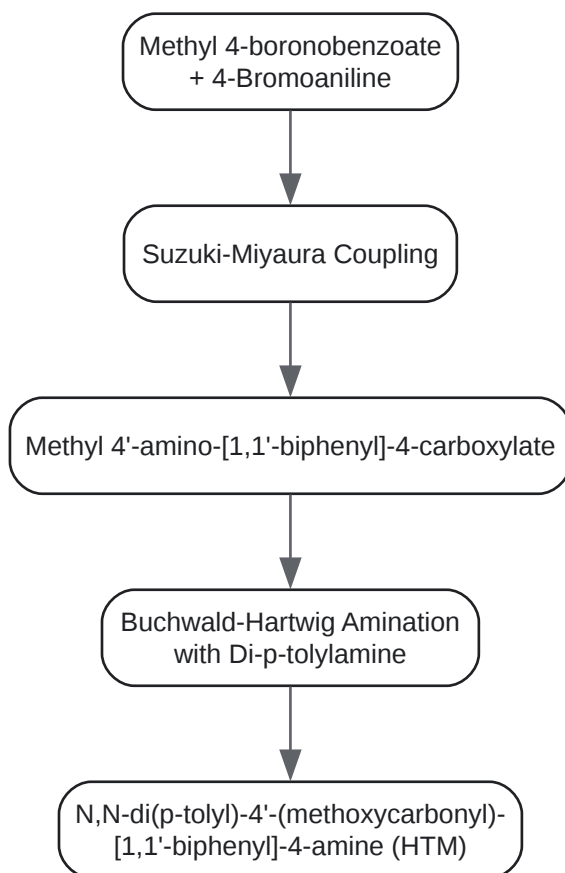 Methyl 4-boronobenzoate
+ 4-Bromoaniline
Suzuki-Miyaura Coupling
Methyl 4'-amino-[1,1'-biphenyl]-4-carboxylate
Buchwald-Hartwig Amination
with Di-p-tolylamine
N,N-di(p-tolyl)-4'-(methoxycarbonyl)-
[1,1'-biphenyl]-4-amine (HTM)